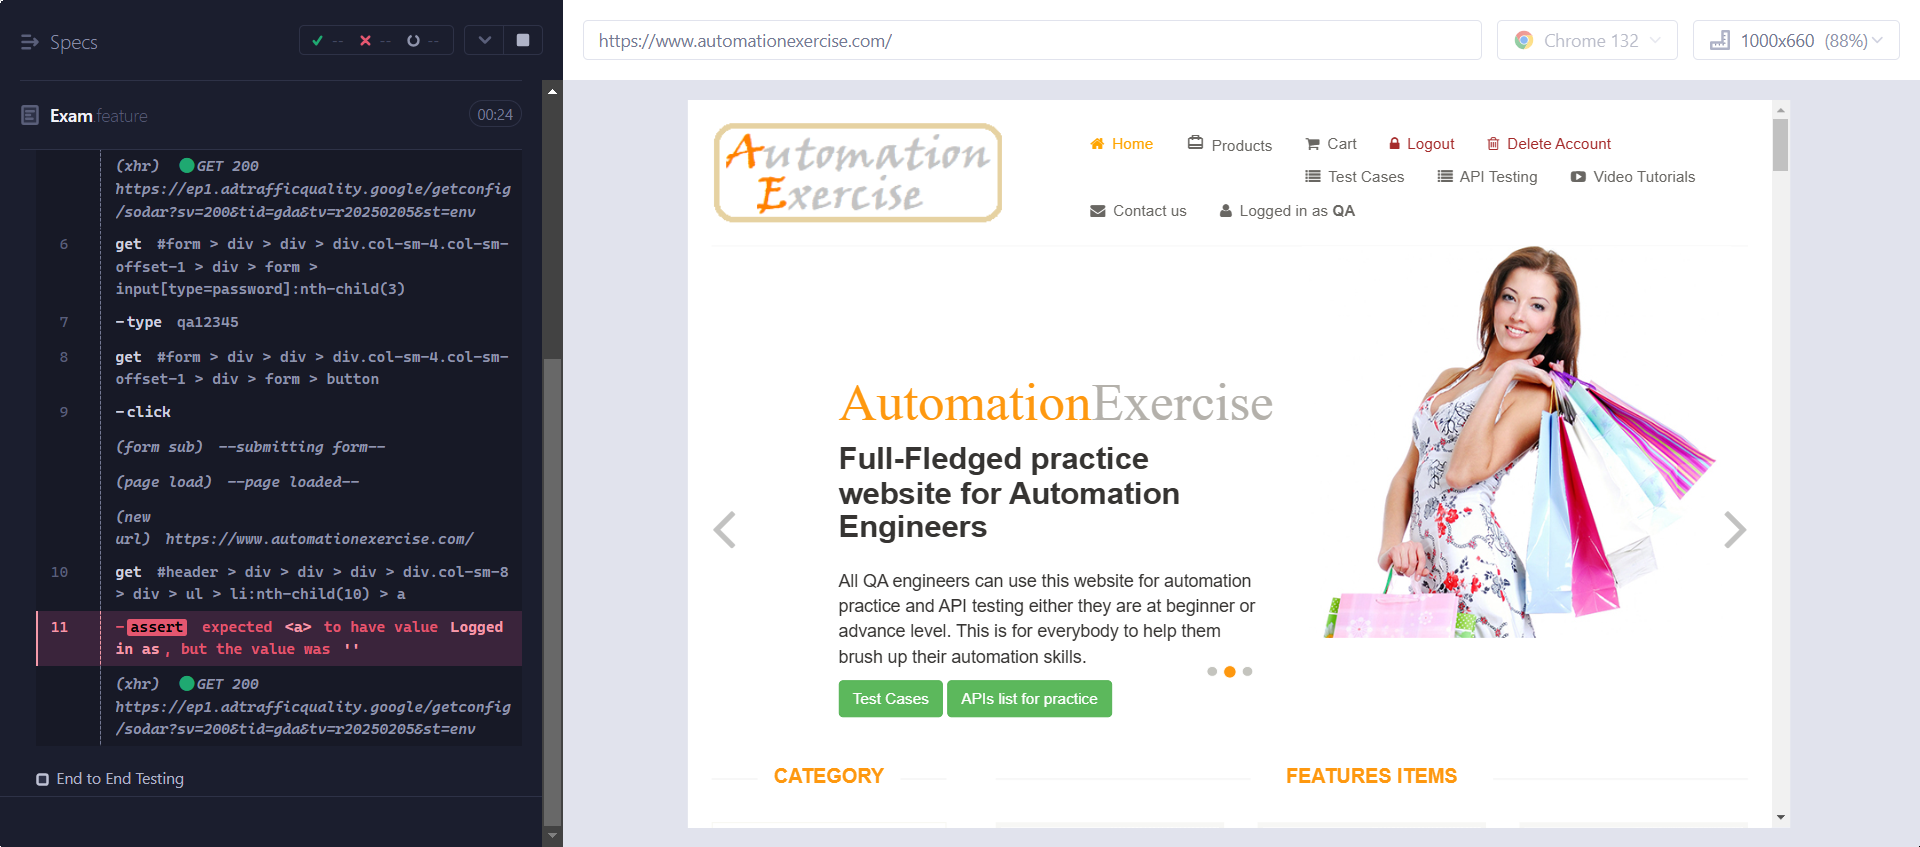 Specs
--
--
--
https://www.automationexercise.com/
Chrome 132
1000x660 (88%)
Exam.feature
00:24
(xhr) GET 200
https://ep1.adtrafficquality.google/getconfig
/sodar?sv=200&tid=gda&tv=r20250205&st=env
6 get #form > div > div > div.col-sm-4.col-sm-
offset-1 > div > form >
input[type=password]:nth-child(3)
7 -type qa12345
8 get #form > div > div > div.col-sm-4.col-sm-
offset-1 > div > form > button
9 -click
(form sub) --submitting form--
(page load) --page loaded--
(new
url) https://www.automationexercise.com/
10 get #header > div > div > div > div.col-sm-8
> div > ul > li:nth-child(10) > a
11 -assert expected <a> to have value Logged
in as, but the value was ''
(xhr) GET 200
https://ep1.adtrafficquality.google/getconfig
/sodar?sv=200&tid=gda&tv=r20250205&st=env
End to End Testing
Automation
Exercise
Home Products Cart Logout Delete Account
Test Cases API Testing Video Tutorials
Contact us Logged in as QA
AutomationExercise
Full-Fledged practice
website for Automation
Engineers
All QA engineers can use this website for automation
practice and API testing either they are at beginner or
advance level. This is for everybody to help them
brush up their automation skills.
Test Cases APIs list for practice
CATEGORY
FEATURES ITEMS